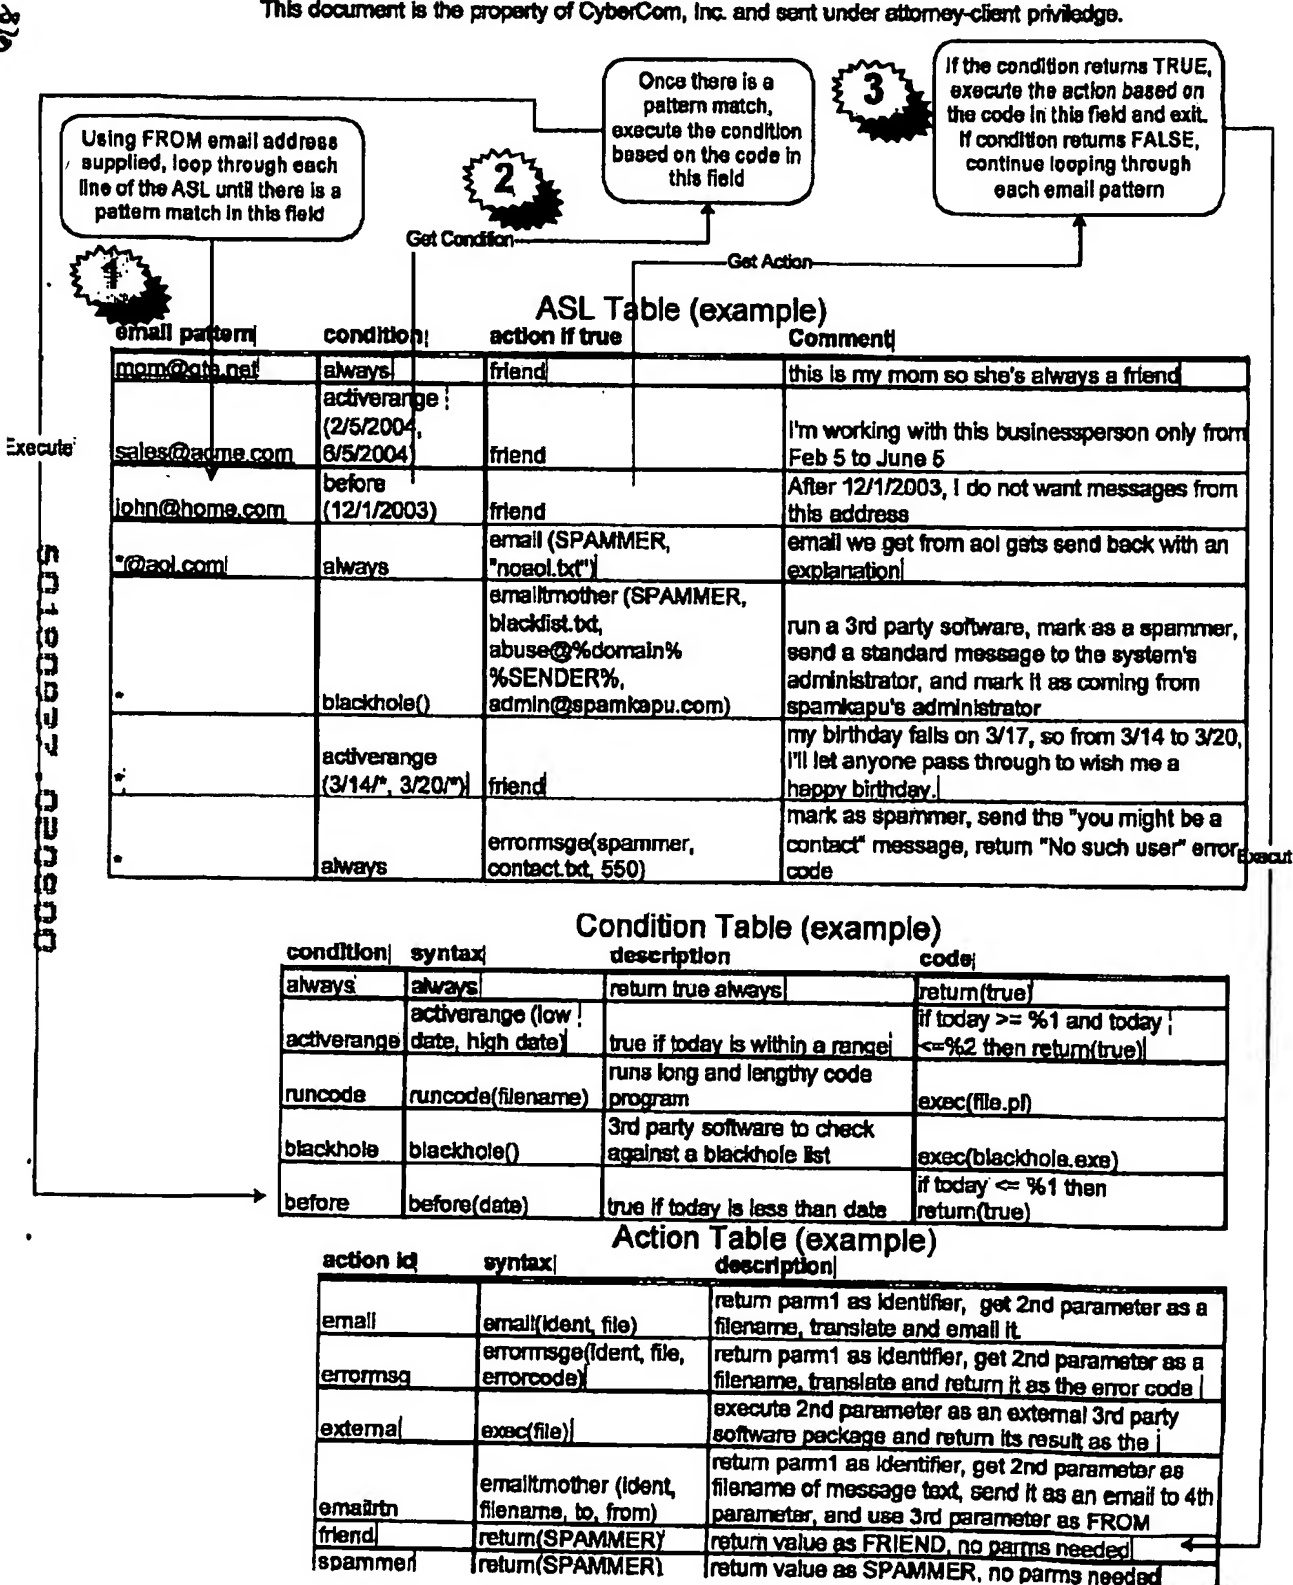 This document is the property of CyberCom, Inc. and sent under attorney-client priviledge.
Using FROM email address
supplied, loop through each
line of the ASL until there is a
pattern match in this field
1
Once there is a
pattern match,
execute the condition
based on the code in
this field
2
If the condition returns TRUE,
execute the action based on
the code in this field and exit.
If condition returns FALSE,
continue looping through
each email pattern
3
Get Condition
Get Action
Execute
ASL Table (example)
email pattern condition action if true Comment
mom@gte.net always friend this is my mom so she's always a friend
sales@acme.com activerange
(2/5/2004,
6/5/2004) friend I'm working with this businessperson only from
Feb 5 to June 5
john@home.com before
(12/1/2003) friend After 12/1/2003, I do not want messages from
this address
*@aol.com always email (SPAMMER,
"noaol.txt") email we get from aol gets send back with an
explanation
* blackhole() emailtmother (SPAMMER,
blacklist.txt,
abuse@%domain%
%SENDER%,
admin@spamkapu.com) run a 3rd party software, mark as a spammer,
send a standard message to the system's
administrator, and mark it as coming from
spamkapu's administrator
* activerange
(3/14/*, 3/20/*) friend my birthday falls on 3/17, so from 3/14 to 3/20,
I'll let anyone pass through to wish me a
happy birthday.
* always errormsge(spammer,
contact.txt, 550) mark as spammer, send the "you might be a
contact" message, return "No such user" error
code
Execut
Condition Table (example)
condition syntax description code
always always return true always return(true)
activerange activerange (low
date, high date) true if today is within a range if today >= %1 and today
<=%2 then return(true)
runcode runcode(filename) runs long and lengthy code
program exec(file.pl)
blackhole blackhole() 3rd party software to check
against a blackhole list exec(blackhole.exe)
before before(date) true if today is less than date if today <= %1 then
return(true)
Action Table (example)
action id syntax description
email email(ident, file) return parm1 as identifier, get 2nd parameter as a
filename, translate and email it.
errormsg errormsge(ident, file,
errorcode) return parm1 as identifier, get 2nd parameter as a
filename, translate and return it as the error code
external exec(file) execute 2nd parameter as an external 3rd party
software package and return its result as the
emailrtn emailtmother (ident,
filename, to, from) return parm1 as identifier, get 2nd parameter as
filename of message text, send it as an email to 4th
parameter, and use 3rd parameter as FROM
friend return(SPAMMER) return value as FRIEND, no parms needed
spammer return(SPAMMER) return value as SPAMMER, no parms needed